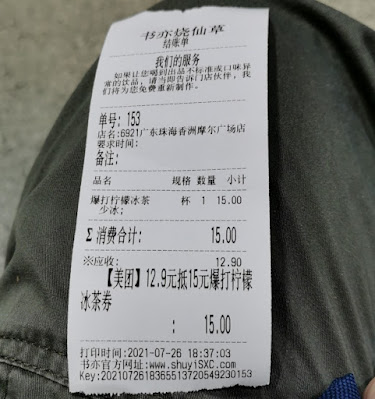 书亦烧仙草
结账单
我们的服务
如果让您喝到出品不标准或口味异
常的饮品，请当即告诉门店伙伴，我
们将为您免费重新制作。
单号：153
店名：6921广东珠海香洲摩尔广场店
要求时间：
备注：
品名 规格 数量 小计
爆打柠檬冰茶 杯 1 15.00
少冰：
Σ 消费合计： 15.00
※应收： 12.90
【美团】12.9元抵15元爆打柠檬
冰茶券
： 15.00
打印时间：2021-07-26 18:37:03
书亦官方网址：www.shuyiSXC.com
Key:2021072618365513720549230153